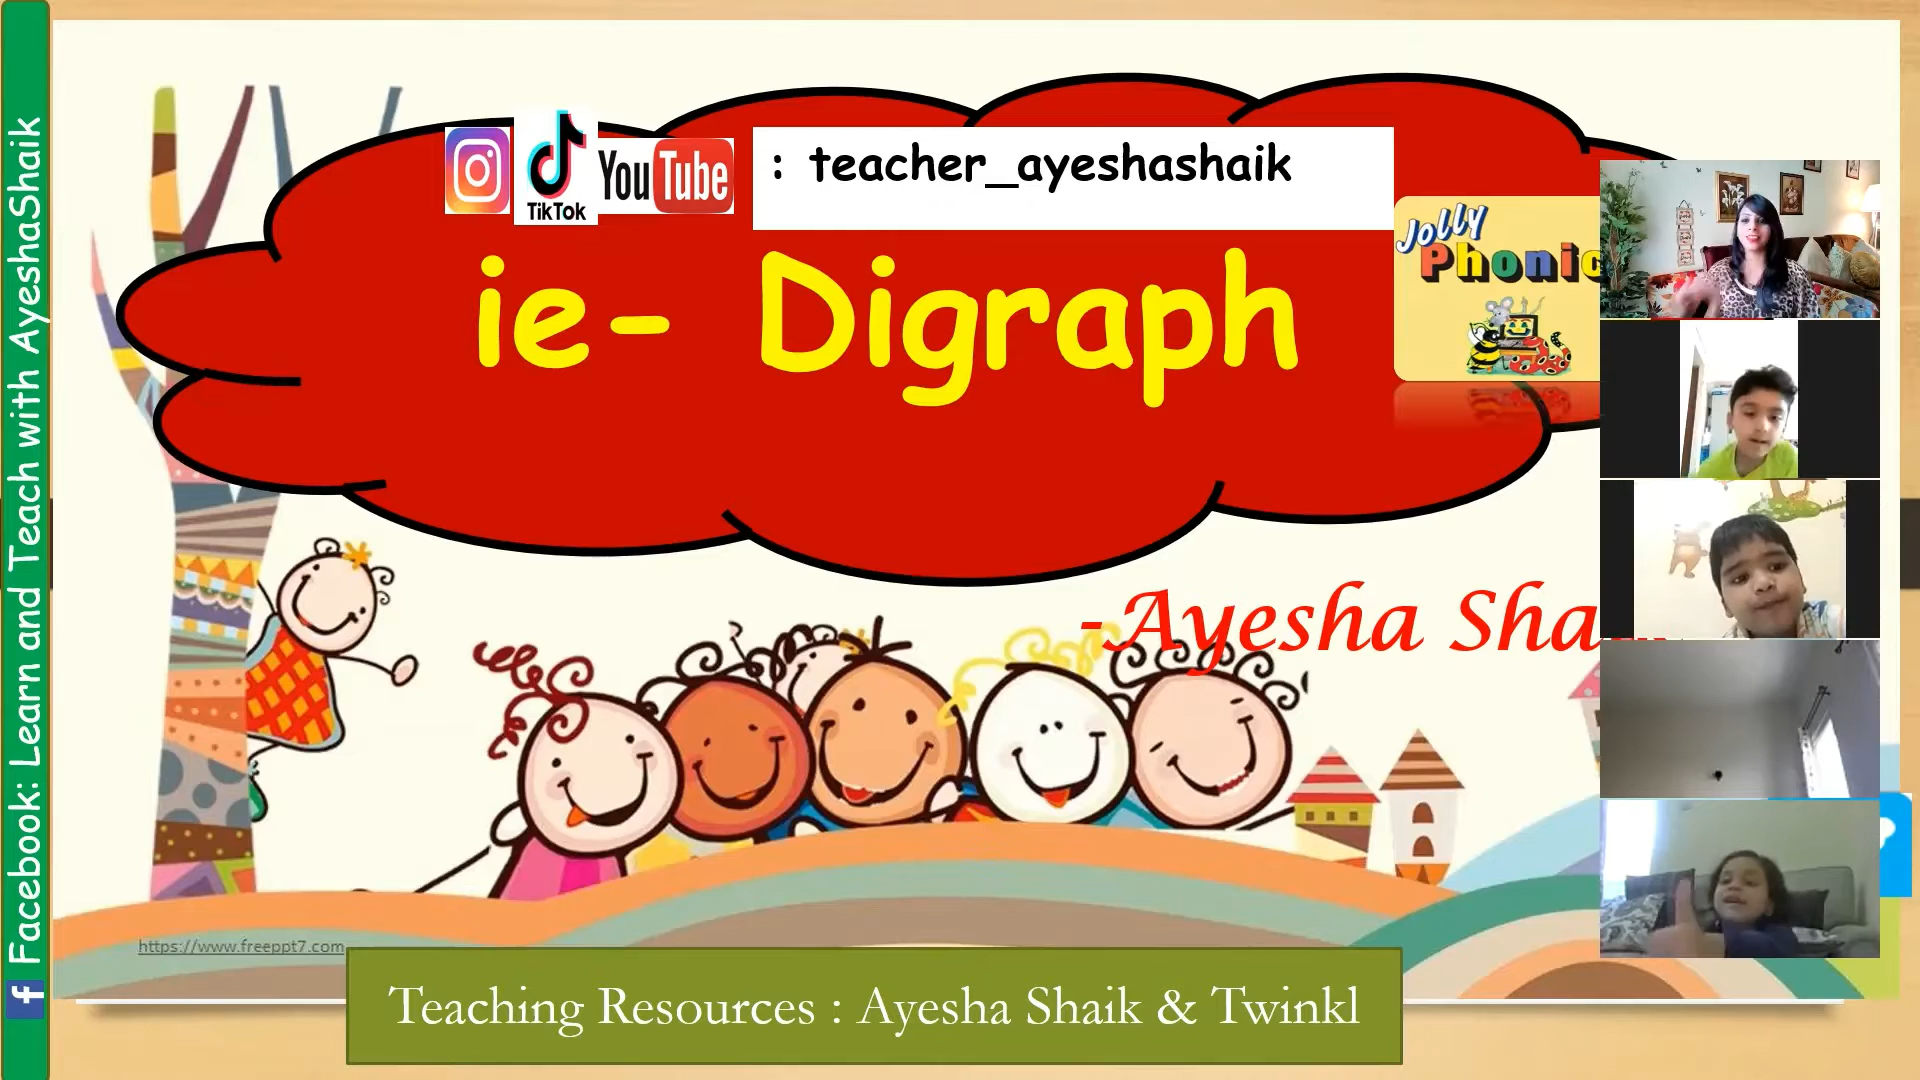 Facebook: Learn and Teach with AyeshaShaik
TikTok
YouTube
: teacher_ayeshashaik
Jolly
Phonic
ie- Digraph
-Ayesha Sha
https://www.freeppt7.com
Teaching Resources : Ayesha Shaik & Twinkl